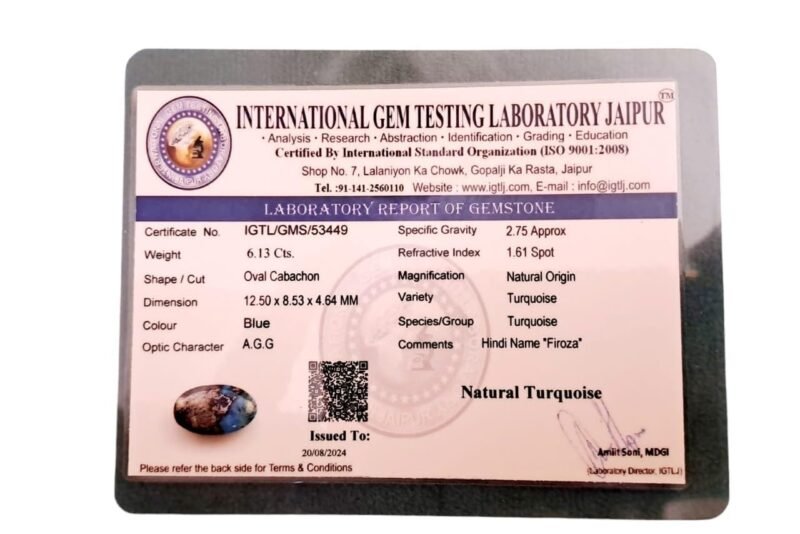 INTERNATIONAL GEM TESTING LABORATORY JAIPUR TM
· Analysis · Research · Abstraction · Identification · Grading · Education
Certified By International Standard Organization (ISO 9001:2008)
Shop No. 7, Lalaniyon Ka Chowk, Gopalji Ka Rasta, Jaipur
Tel. :91-141-2560110 Website : www.igtlj.com, E-mail : info@igtlj.com
LABORATORY REPORT OF GEMSTONE
Certificate No. IGTL/GMS/53449
Weight 6.13 Cts.
Shape / Cut Oval Cabachon
Dimension 12.50 x 8.53 x 4.64 MM
Colour Blue
Optic Character A.G.G
Specific Gravity 2.75 Approx
Refractive Index 1.61 Spot
Magnification Natural Origin
Variety Turquoise
Species/Group Turquoise
Comments Hindi Name "Firoza"
Natural Turquoise
Issued To:
20/08/2024
Please refer the back side for Terms & Conditions
Amiit Soni, MDGI
(Laboratory Director, IGTLJ)